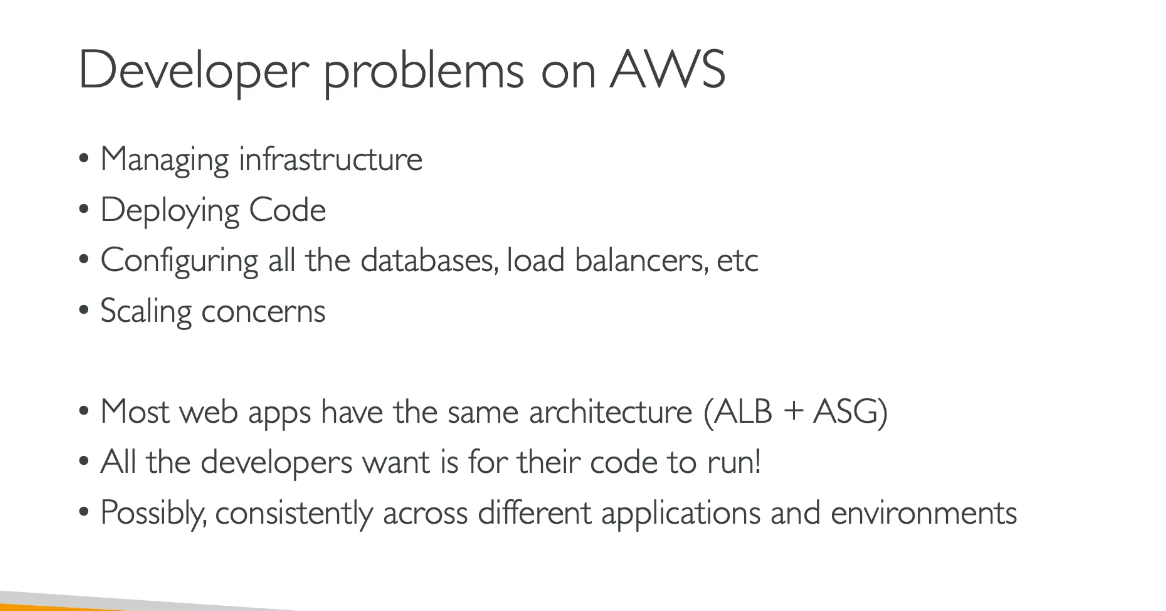 Developer problems on AWS
• Managing infrastructure
• Deploying Code
• Configuring all the databases, load balancers, etc
• Scaling concerns
• Most web apps have the same architecture (ALB + ASG)
• All the developers want is for their code to run!
• Possibly, consistently across different applications and environments